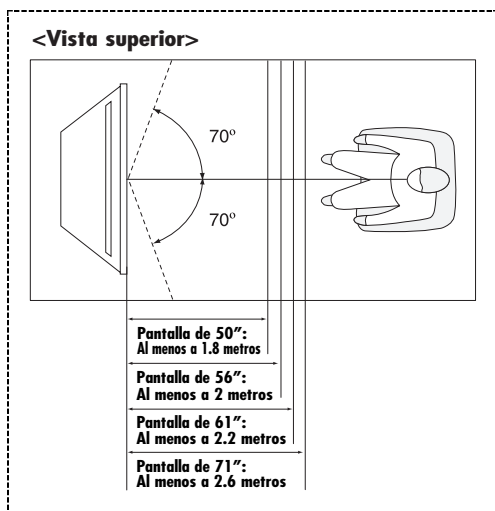 <Vista superior>
70º
70º
Pantalla de 50″:
Al menos a 1.8 metros
Pantalla de 56″:
Al menos a 2 metros
Pantalla de 61″:
Al menos a 2.2 metros
Pantalla de 71″:
Al menos a 2.6 metros